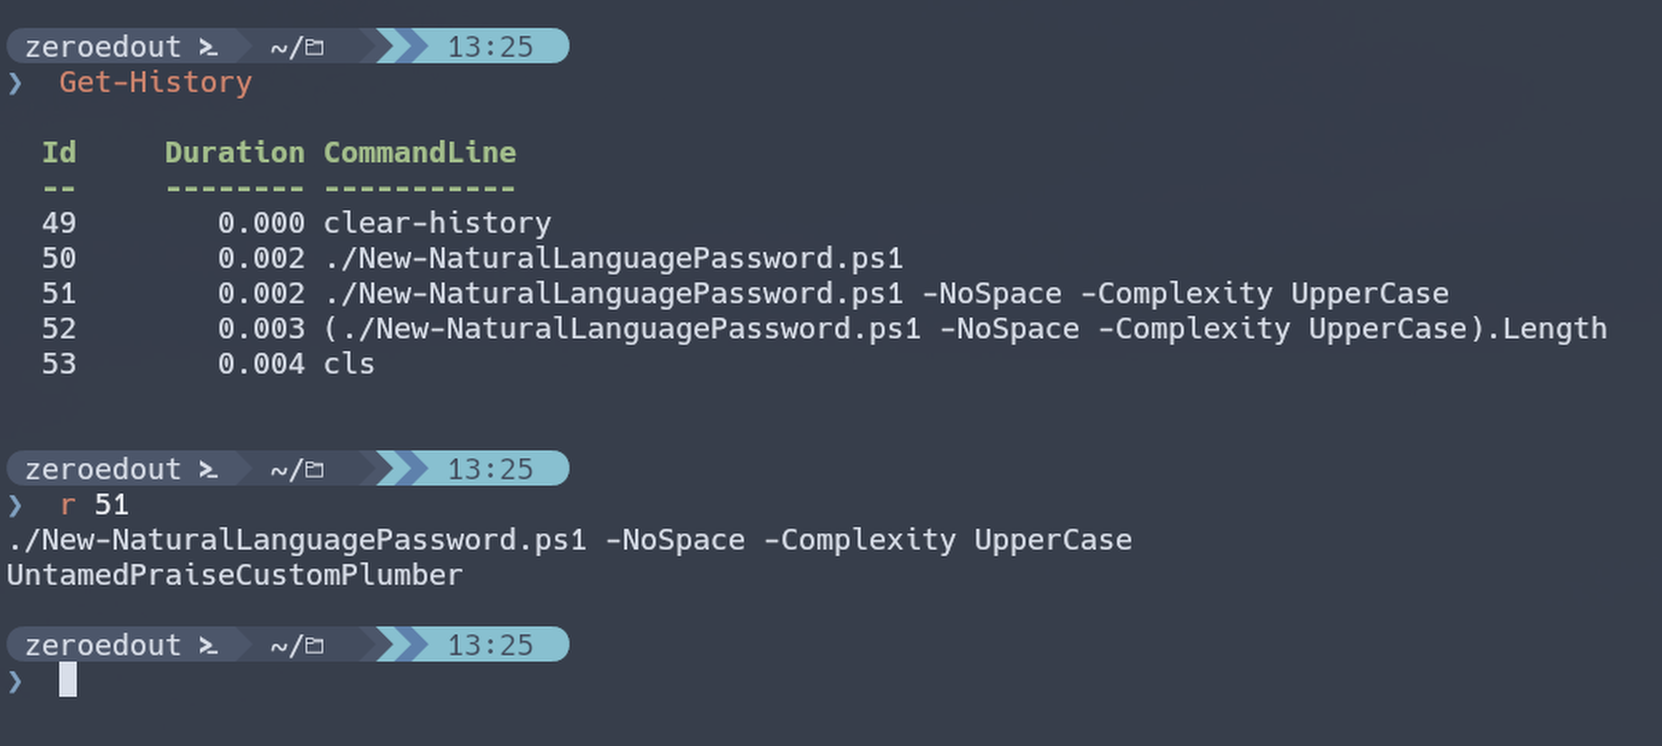 zeroedout ~/ 13:25
❯ Get-History
Id Duration CommandLine
-- -------- -----------
49 0.000 clear-history
50 0.002 ./New-NaturalLanguagePassword.ps1
51 0.002 ./New-NaturalLanguagePassword.ps1 -NoSpace -Complexity UpperCase
52 0.003 (./New-NaturalLanguagePassword.ps1 -NoSpace -Complexity UpperCase).Length
53 0.004 cls
zeroedout ~/ 13:25
❯ r 51
./New-NaturalLanguagePassword.ps1 -NoSpace -Complexity UpperCase
UntamedPraiseCustomPlumber
zeroedout ~/ 13:25
❯